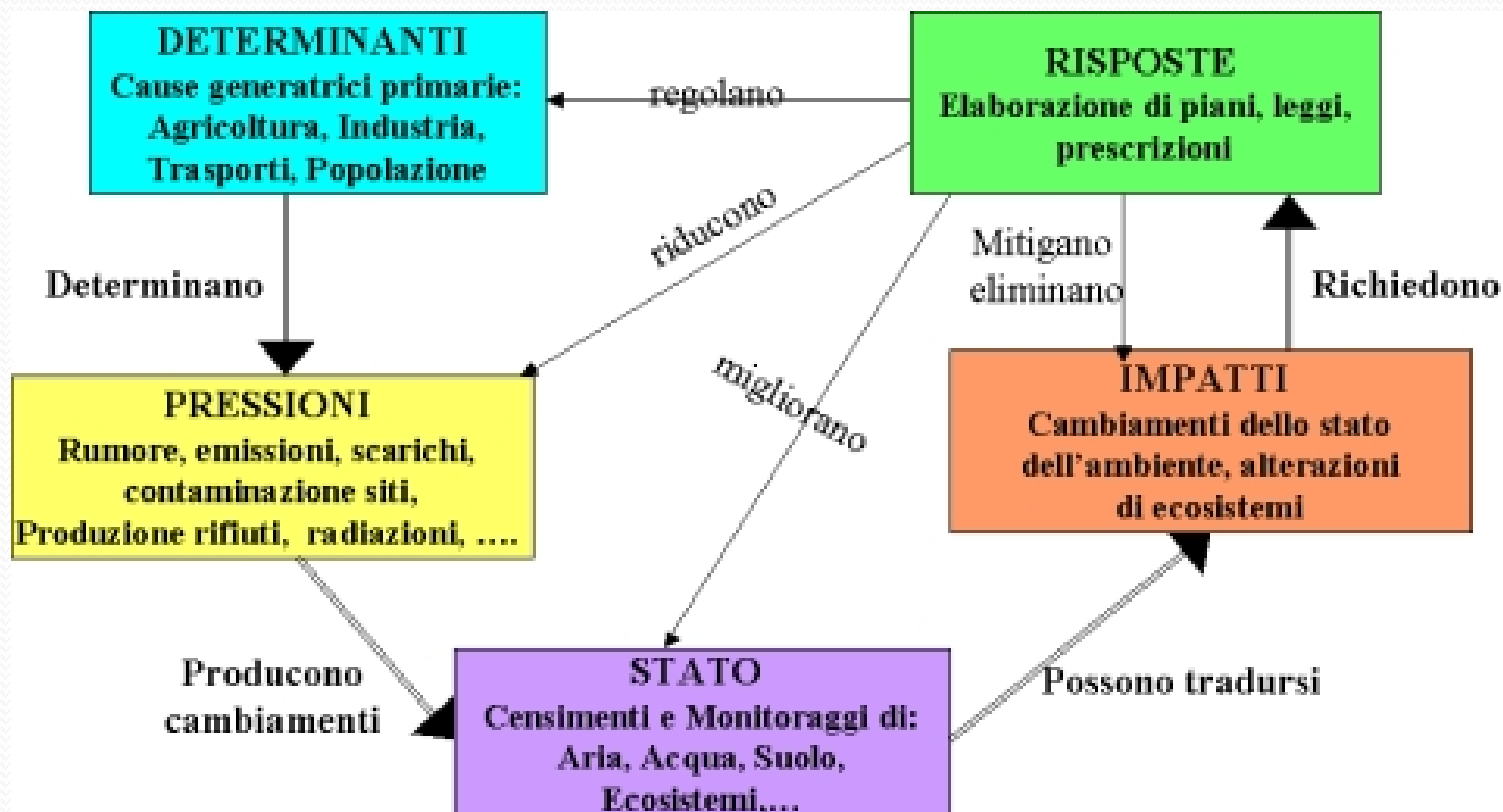 DETERMINANTI
Cause generatrici primarie:
Agricoltura, Industria,
Trasporti, Popolazione
regolano
RISPOSTE
Elaborazione di piani, leggi,
prescrizioni
riducono
Mitigano
eliminano
Richiedono
Determinano
migliorano
PRESSIONI
Rumore, emissioni, scarichi,
contaminazione siti,
Produzione rifiuti, radiazioni, ....
IMPATTI
Cambiamenti dello stato
dell'ambiente, alterazioni
di ecosistemi
Producono
cambiamenti
STATO
Censimenti e Monitoraggi di:
Aria, Acqua, Suolo,
Ecosistemi,...
Possono tradursi